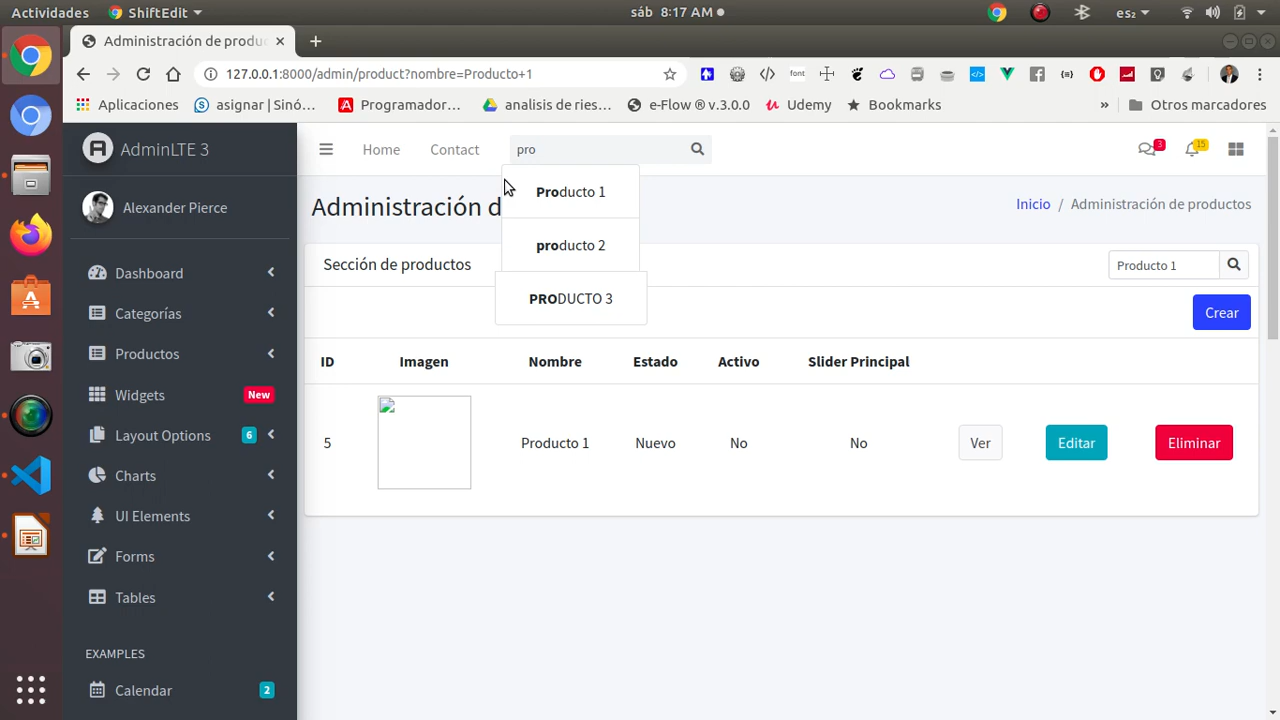 Actividades
ShiftEdit
sáb 8:17 AM
es₂
Administración de produc
127.0.0.1:8000/admin/product?nombre=Producto+1
font
Aplicaciones
asignar | Sinó…
Programador…
analisis de ries…
e-Flow ® v.3.0.0
Udemy
Bookmarks
»
Otros marcadores
AdminLTE 3
Home
Contact
pro
3
15
Alexander Pierce
Producto 1
producto 2
PRODUCTO 3
Administración d
Inicio / Administración de productos
Sección de productos
Producto 1
Crear
Dashboard
Categorías
Productos
Widgets New
Layout Options 6
Charts
UI Elements
Forms
Tables
EXAMPLES
Calendar 2
ID Imagen Nombre Estado Activo Slider Principal
5 Producto 1 Nuevo No No Ver Editar Eliminar